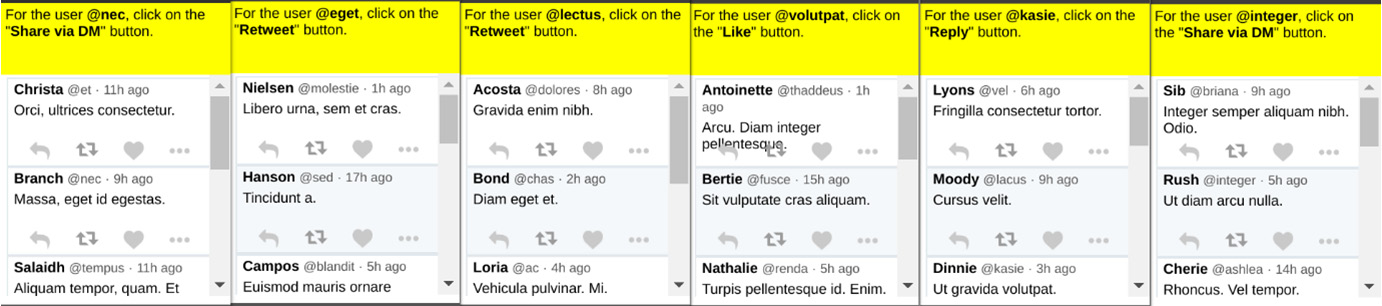 For the user @nec, click on the
"Share via DM" button.
Christa @et · 11h ago
Orci, ultrices consectetur.
Branch @nec · 9h ago
Massa, eget id egestas.
Salaidh @tempus · 11h ago
Aliquam tempor, quam. Et
For the user @eget, click on the
"Retweet" button.
Nielsen @molestie · 1h ago
Libero urna, sem et cras.
Hanson @sed · 17h ago
Tincidunt a.
Campos @blandit · 5h ago
Euismod mauris ornare
For the user @lectus, click on the
"Retweet" button.
Acosta @dolores · 8h ago
Gravida enim nibh.
Bond @chas · 2h ago
Diam eget et.
Loria @ac · 4h ago
Vehicula pulvinar. Mi.
For the user @volutpat, click on
the "Like" button.
Antoinette @thaddeus · 1h
ago
Arcu. Diam integer
pellentesque.
Bertie @fusce · 15h ago
Sit vulputate cras aliquam.
Nathalie @renda · 5h ago
Turpis pellentesque id. Enim.
For the user @kasie, click on the
"Reply" button.
Lyons @vel · 6h ago
Fringilla consectetur tortor.
Moody @lacus · 9h ago
Cursus velit.
Dinnie @kasie · 3h ago
Ut gravida volutpat.
For the user @integer, click on
the "Share via DM" button.
Sib @briana · 9h ago
Integer semper aliquam nibh.
Odio.
Rush @integer · 5h ago
Ut diam arcu nulla.
Cherie @ashlea · 14h ago
Rhoncus. Vel tempor.